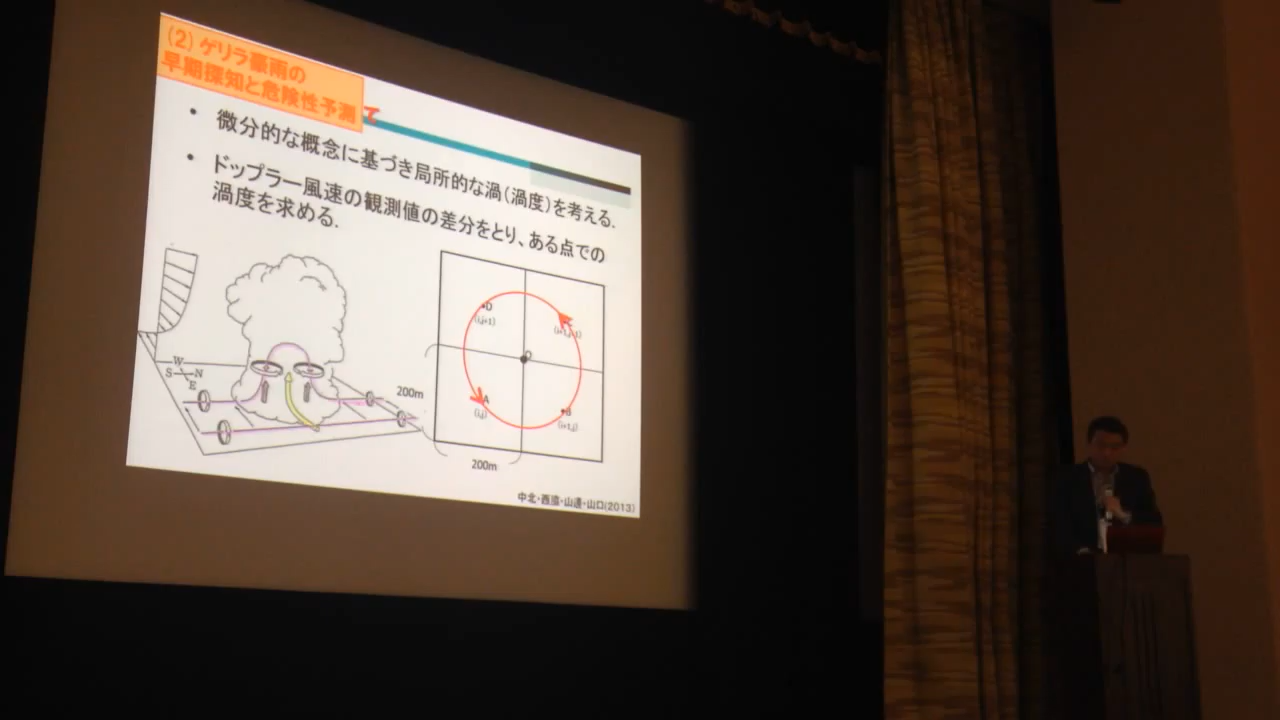 (2) ゲリラ豪雨の
早期探知と危険性予測
て
• 微分的な概念に基づき局所的な渦(渦度)を考える.
• ドップラー風速の観測値の差分をとり、ある点での
渦度を求める.
W
S N
E
D
(i,j+1)
A
(i,j)
B
(i+1,j)
200m
200m
中北・西脇・山邊・山口(2013)